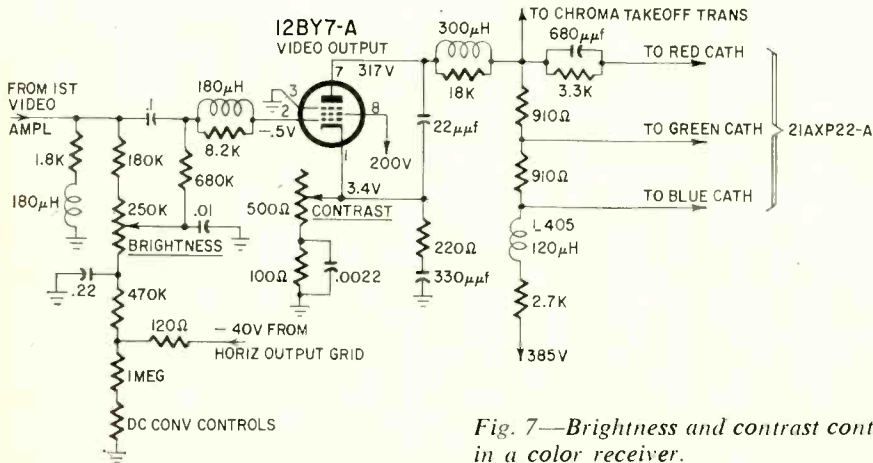 12BY7-A
VIDEO OUTPUT
FROM 1ST
VIDEO
AMPL
.1
180µH
8.2K
1.8K
180µH
180K
680K
250K
BRIGHTNESS
.01
.22
470K
120Ω
– 40V FROM
HORIZ OUTPUT GRID
1 MEG
DC CONV CONTROLS
3
2
–.5V
7
317V
8
200V
1
3.4V
500Ω
CONTRAST
100Ω
.0022
22µµf
220Ω
330µµf
300µH
18K
TO CHROMA TAKEOFF TRANS
680µµf
3.3K
TO RED CATH
910Ω
TO GREEN CATH
910Ω
TO BLUE CATH
21AXP22-A
L405
120µH
2.7K
385V
Fig. 7—Brightness and contrast cont
in a color receiver.